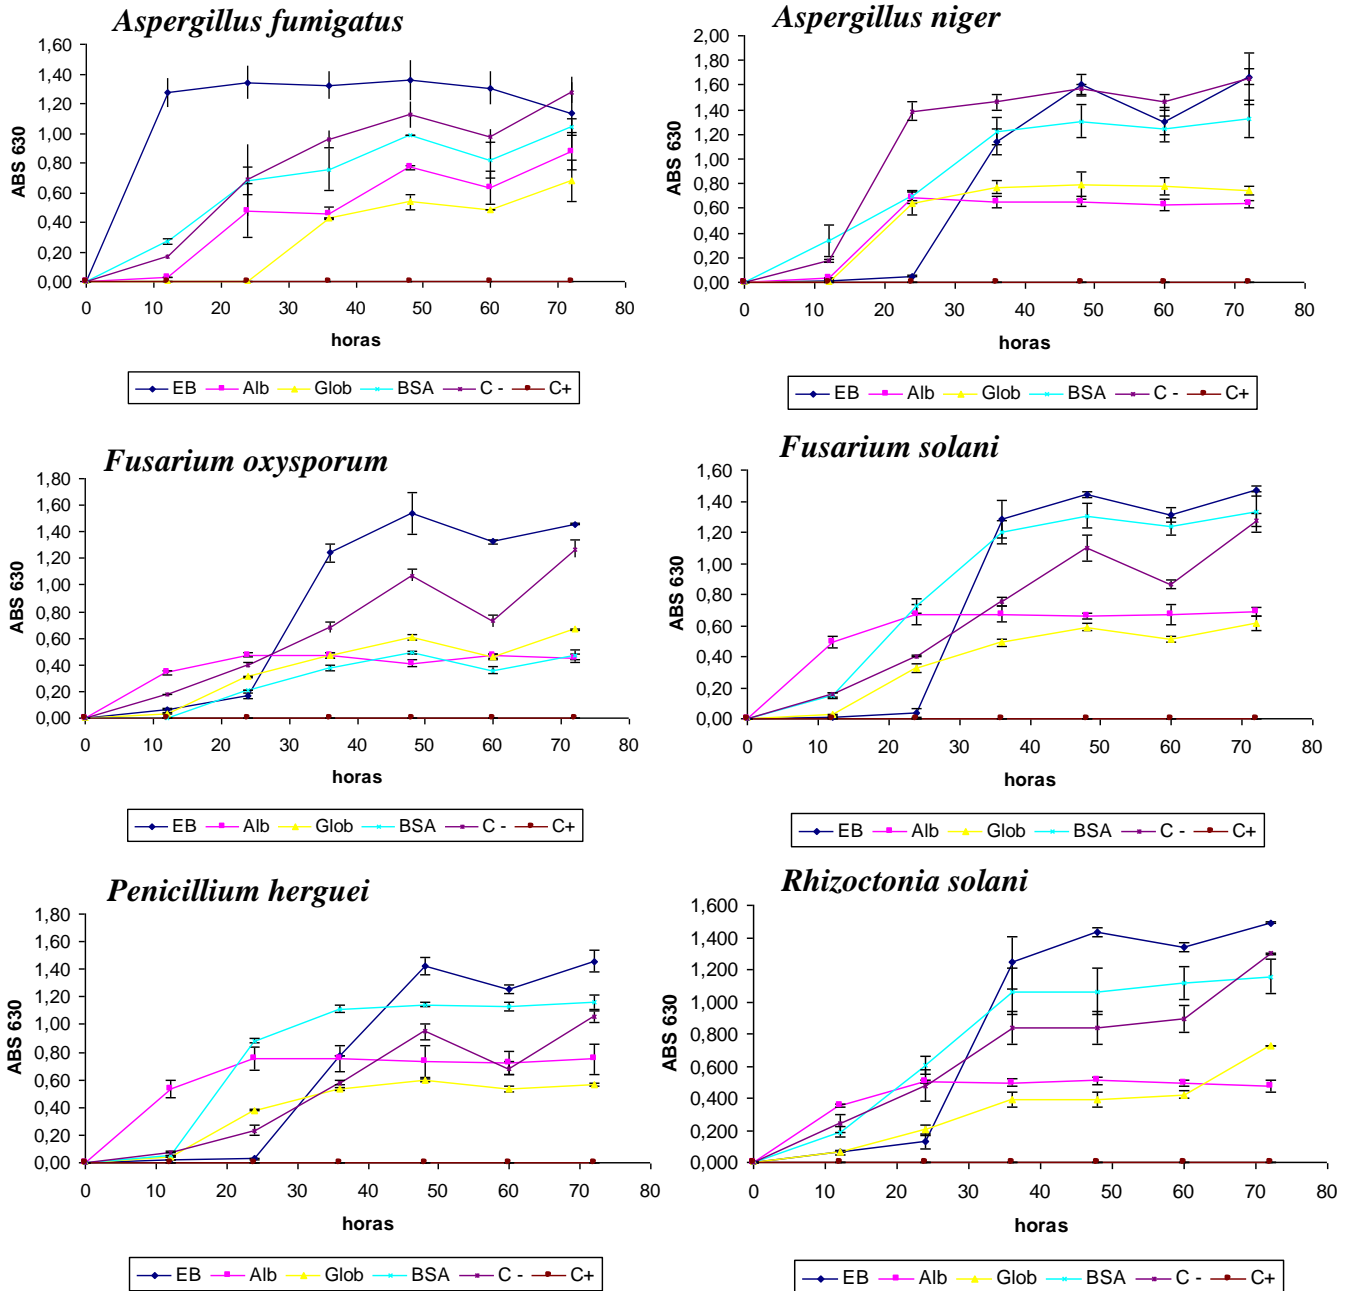 Aspergillus fumigatus
1,60
1,40
1,20
1,00
0,80
0,60
0,40
0,20
0,00
ABS 630
0 10 20 30 40 50 60 70 80
horas
EB Alb Glob BSA C - C+
Aspergillus niger
2,00
1,80
1,60
1,40
1,20
1,00
0,80
0,60
0,40
0,20
0,00
ABS 630
0 10 20 30 40 50 60 70 80
horas
EB Alb Glob BSA C - C+
Fusarium oxysporum
1,80
1,60
1,40
1,20
1,00
0,80
0,60
0,40
0,20
0,00
ABS 630
0 10 20 30 40 50 60 70 80
horas
EB Alb Glob BSA C - C+
Fusarium solani
1,60
1,40
1,20
1,00
0,80
0,60
0,40
0,20
0,00
ABS 630
0 10 20 30 40 50 60 70 80
horas
EB Alb Glob BSA C - C+
Penicillium herguei
1,80
1,60
1,40
1,20
1,00
0,80
0,60
0,40
0,20
0,00
ABS 630
0 10 20 30 40 50 60 70 80
horas
EB Alb Glob BSA C - C+
Rhizoctonia solani
1,600
1,400
1,200
1,000
0,800
0,600
0,400
0,200
0,000
ABS 630
0 10 20 30 40 50 60 70 80
horas
EB Alb Glob BSA C - C+